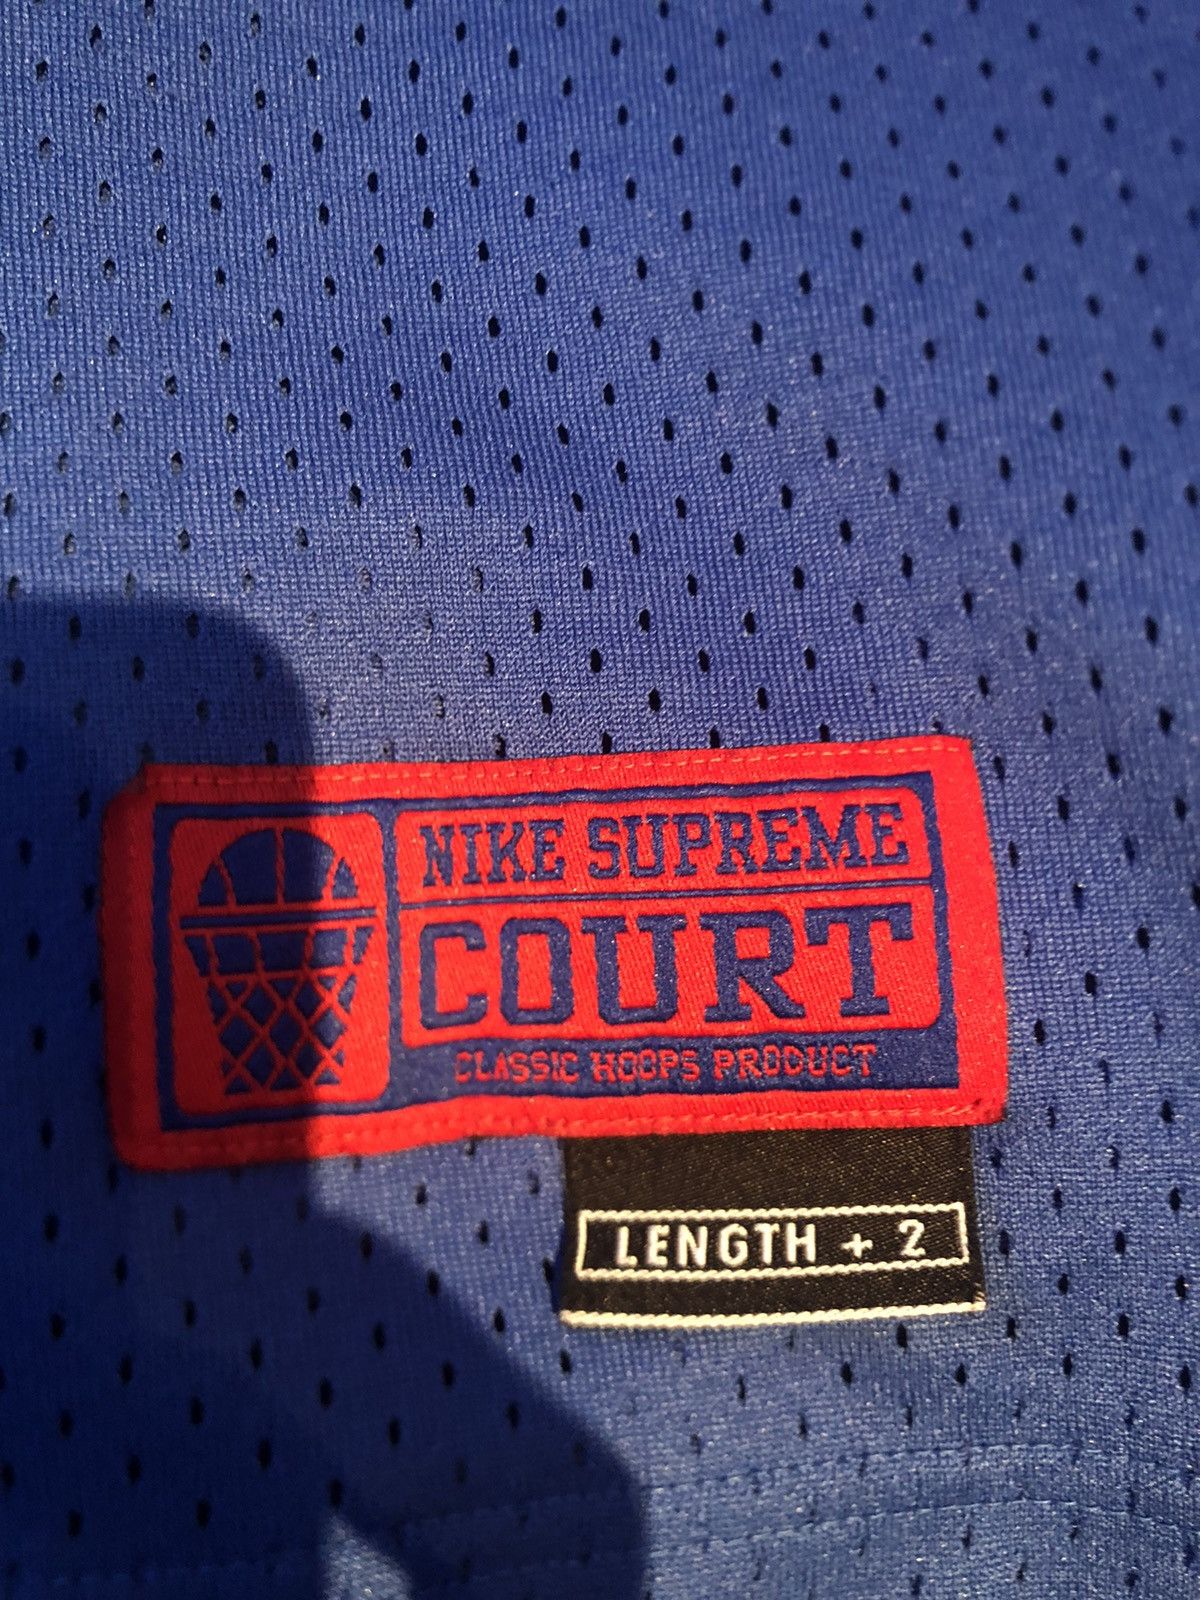 NIKE SUPREME
COURT
CLASSIC HOOPS PRODUCT
LENGTH + 2